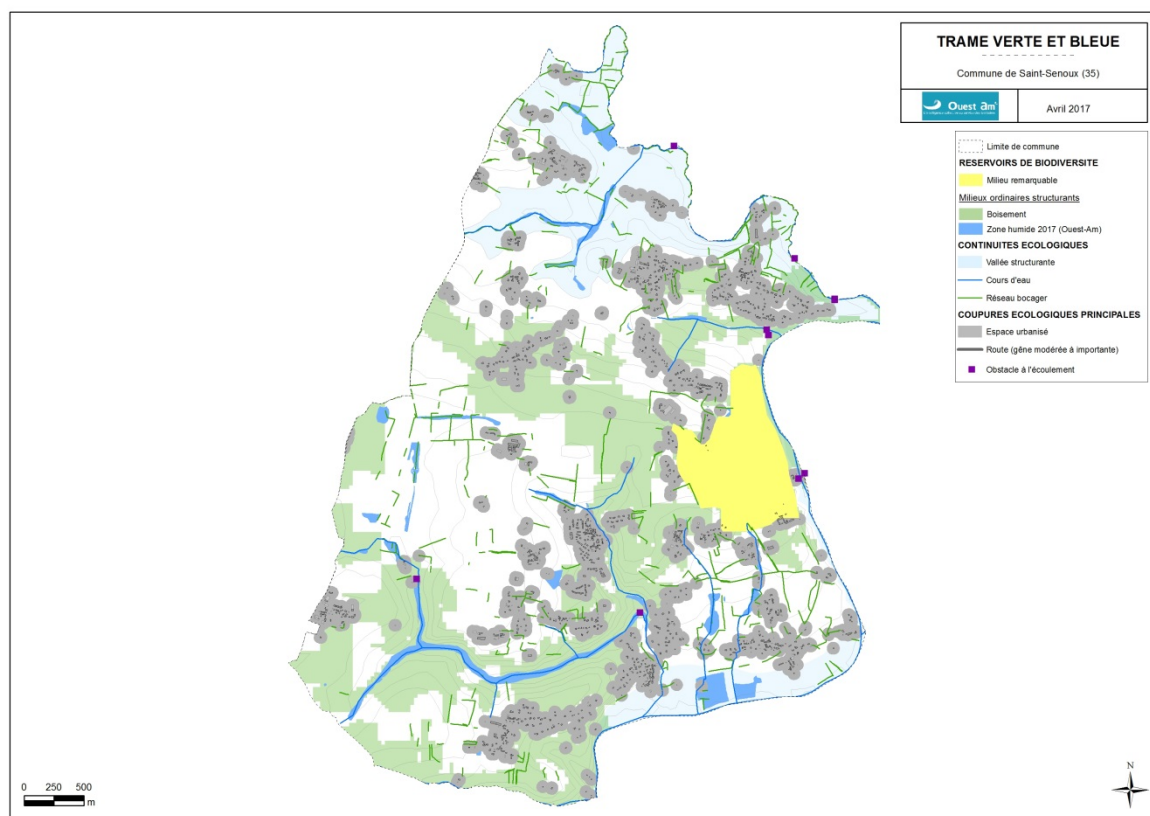 TRAME VERTE ET BLEUE
Commune de Saint-Senoux (35)
Ouest am'
Avril 2017
Limite de commune
RESERVOIRS DE BIODIVERSITE
Milieu remarquable
Milieux ordinaires structurants
Boisement
Zone humide 2017 (Ouest-Am)
CONTINUITES ECOLOGIQUES
Vallée structurante
Cours d'eau
Réseau bocager
COUPURES ECOLOGIQUES PRINCIPALES
Espace urbanisé
Route (gêne modérée à importante)
Obstacle à l'écoulement
0 250 500
m
N